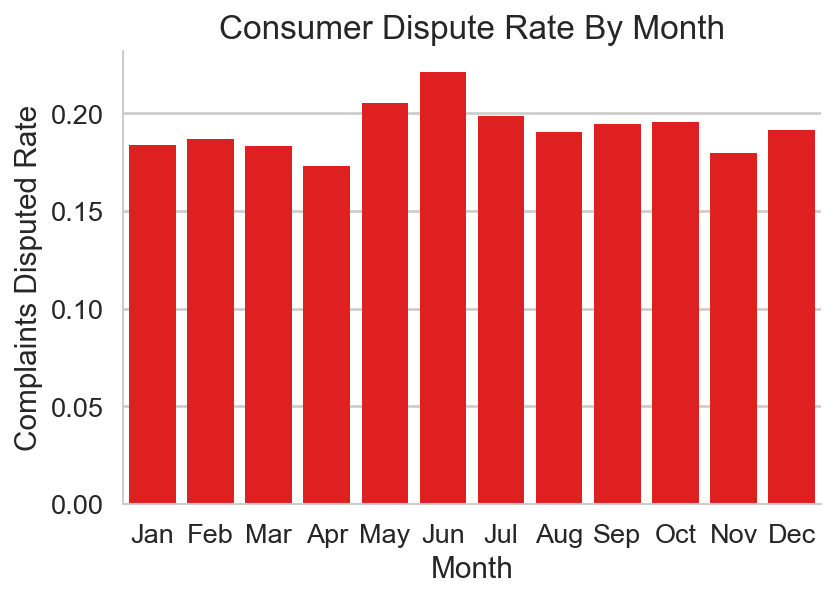 Consumer Dispute Rate By Month
Complaints Disputed Rate
0.20
0.15
0.10
0.05
0.00
Jan Feb Mar Apr May Jun Jul Aug Sep Oct Nov Dec
Month